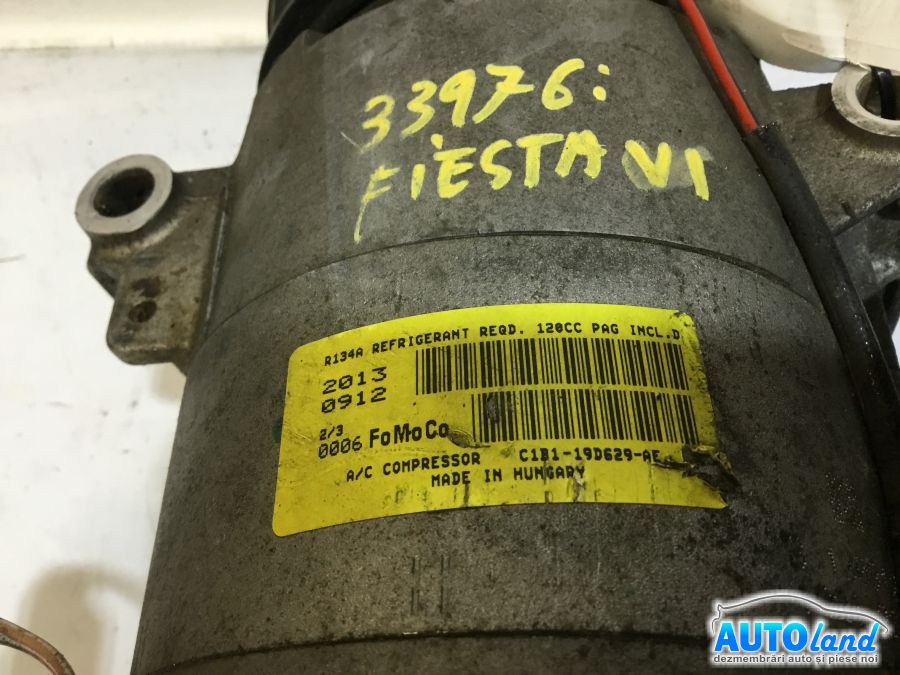 33976:
FIESTA VI
R134A REFRIGERANT REQD. 120CC PAG INCL.D
2013
0912
2/3
0006 FoMoCo
A/C COMPRESSOR C1B1-19D629-AE
MADE IN HUNGARY
AUTOland
dezmembrări auto și piese noi